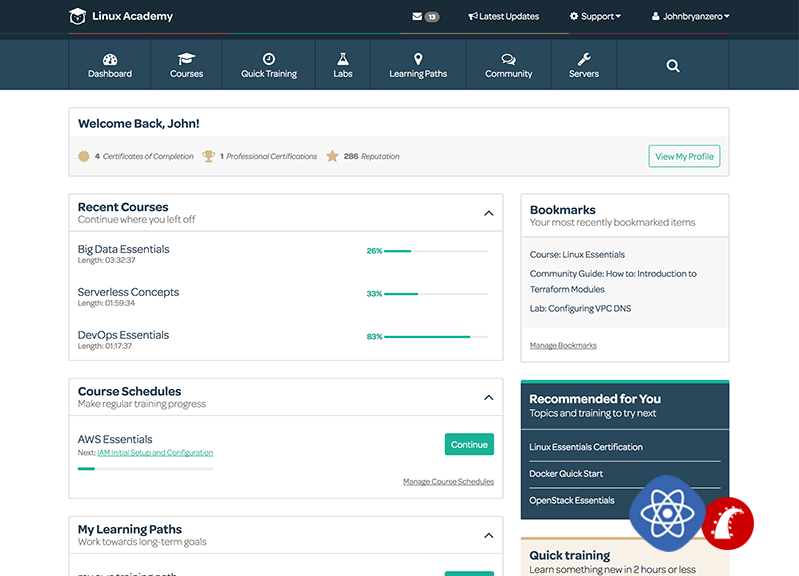 Linux Academy
13
Latest Updates
Support
Johnbryanzero
Dashboard
Courses
Quick Training
Labs
Learning Paths
Community
Servers
Welcome Back, John!
4 Certificates of Completion
1 Professional Certifications
286 Reputation
View My Profile
Recent Courses
Continue where you left off
Big Data Essentials
Length: 03:32:37
26%
Serverless Concepts
Length: 01:59:34
33%
DevOps Essentials
Length: 01:17:37
83%
Bookmarks
Your most recently bookmarked items
Course: Linux Essentials
Community Guide: How to: Introduction to
Terraform Modules
Lab: Configuring VPC DNS
Manage Bookmarks
Course Schedules
Make regular training progress
AWS Essentials
Next: IAM Initial Setup and Configuration
Continue
Manage Course Schedules
Recommended for You
Topics and training to try next
Linux Essentials Certification
Docker Quick Start
OpenStack Essentials
My Learning Paths
Work towards long-term goals
Quick training
Learn something new in 2 hours or less